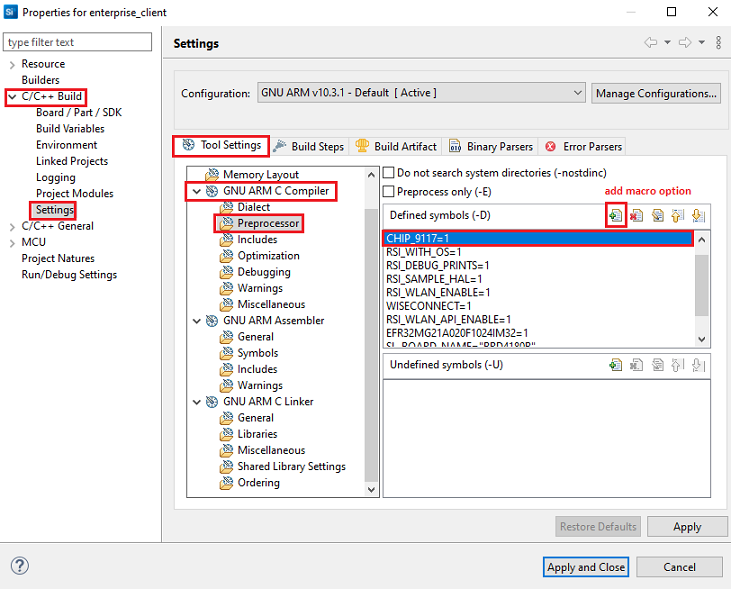 Si Properties for enterprise_client
type filter text
Resource
Builders
C/C++ Build
Board / Part / SDK
Build Variables
Environment
Linked Projects
Logging
Project Modules
Settings
C/C++ General
MCU
Project Natures
Run/Debug Settings
Settings
Configuration: GNU ARM v10.3.1 - Default [ Active ] Manage Configurations...
Tool Settings Build Steps Build Artifact 010 Binary Parsers Error Parsers
Memory Layout
GNU ARM C Compiler
Dialect
Preprocessor
Includes
Optimization
Debugging
Warnings
Miscellaneous
GNU ARM Assembler
General
Symbols
Includes
Warnings
GNU ARM C Linker
General
Libraries
Miscellaneous
Shared Library Settings
Ordering
Do not search system directories (-nostdinc)
Preprocess only (-E)
add macro option
Defined symbols (-D)
CHIP_9117=1
RSI_WITH_OS=1
RSI_DEBUG_PRINTS=1
RSI_SAMPLE_HAL=1
RSI_WLAN_ENABLE=1
WISECONNECT=1
RSI_WLAN_API_ENABLE=1
EFR32MG21A020F1024IM32=1
SL_BOARD_NAME="BRD4180B"
Undefined symbols (-U)
Restore Defaults Apply
? Apply and Close Cancel